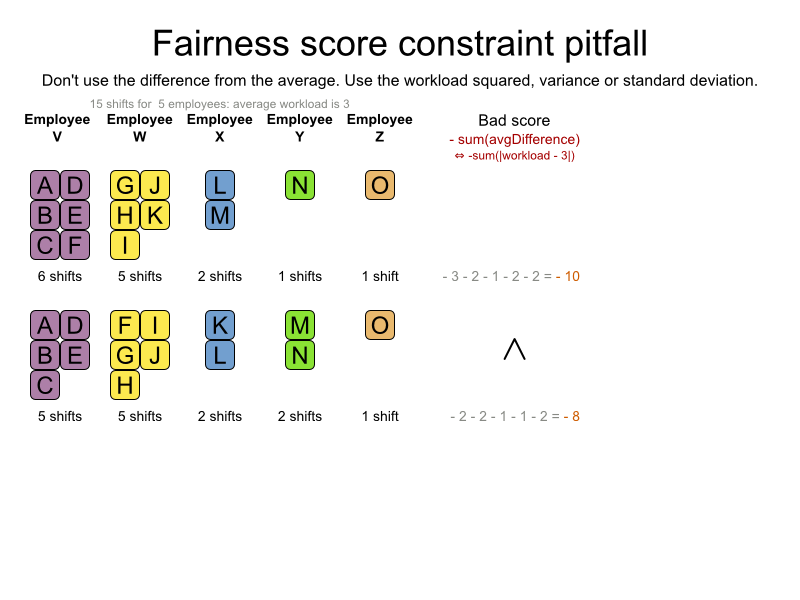 Fairness score constraint pitfall
Don't use the difference from the average. Use the workload squared, variance or standard deviation.
15 shifts for  5 employees: average workload is 3
Employee V Employee W Employee X Employee Y Employee Z
Bad score
- sum(avgDifference)
⇔ -sum(|workload - 3|)
A D G J L N O
B E H K M
C F I
6 shifts 5 shifts 2 shifts 1 shifts 1 shift - 3 - 2 - 1 - 2 - 2 = - 10
A D F I K M O
B E G J L N
C H
5 shifts 5 shifts 2 shifts 2 shifts 1 shift - 2 - 2 - 1 - 1 - 2 = - 8